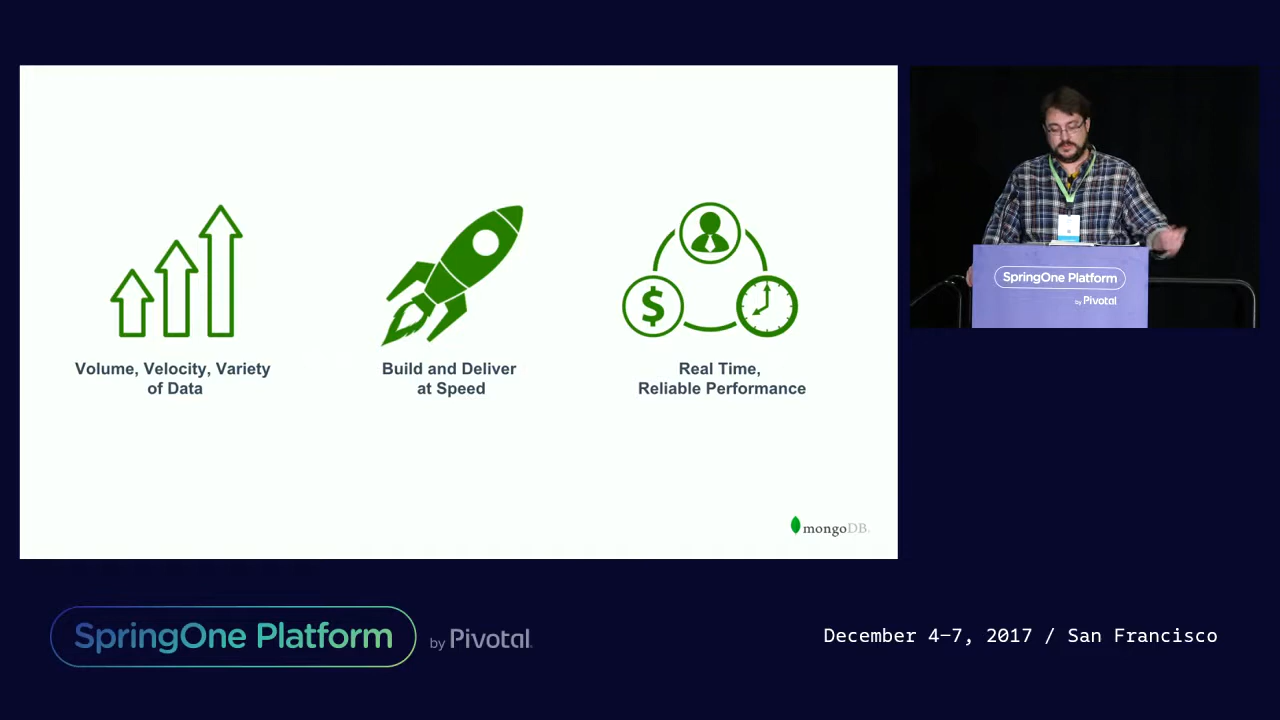 Volume, Velocity, Variety
of Data
Build and Deliver
at Speed
Real Time,
Reliable Performance
mongoDB.
SpringOne Platform
by Pivotal
SpringOne Platform
by Pivotal.
December 4–7, 2017 / San Francisco